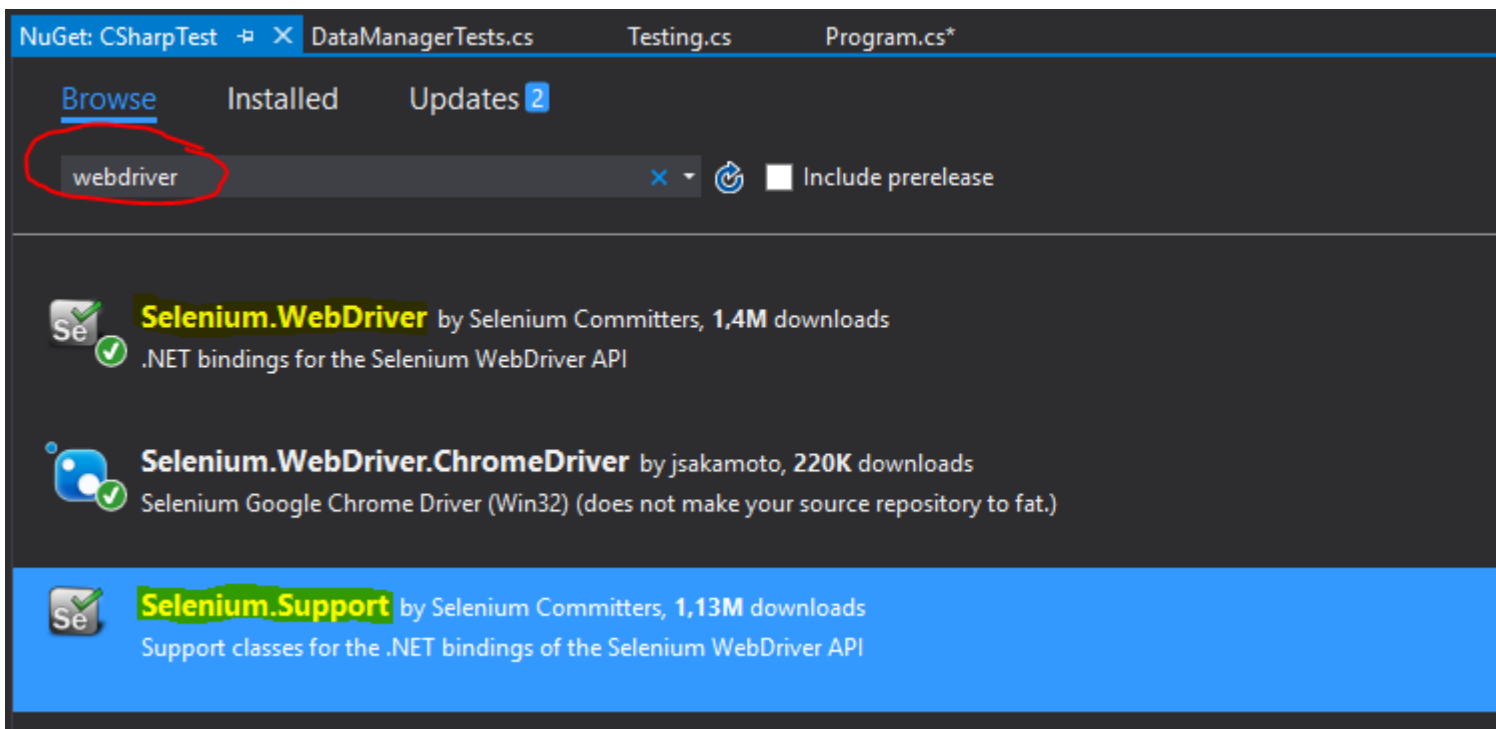 NuGet: CSharpTest DataManagerTests.cs Testing.cs Program.cs*
Browse Installed Updates 2
webdriver Include prerelease
Se Selenium.WebDriver by Selenium Committers, 1,4M downloads
.NET bindings for the Selenium WebDriver API
Selenium.WebDriver.ChromeDriver by jsakamoto, 220K downloads
Selenium Google Chrome Driver (Win32) (does not make your source repository to fat.)
Se Selenium.Support by Selenium Committers, 1,13M downloads
Support classes for the .NET bindings of the Selenium WebDriver API